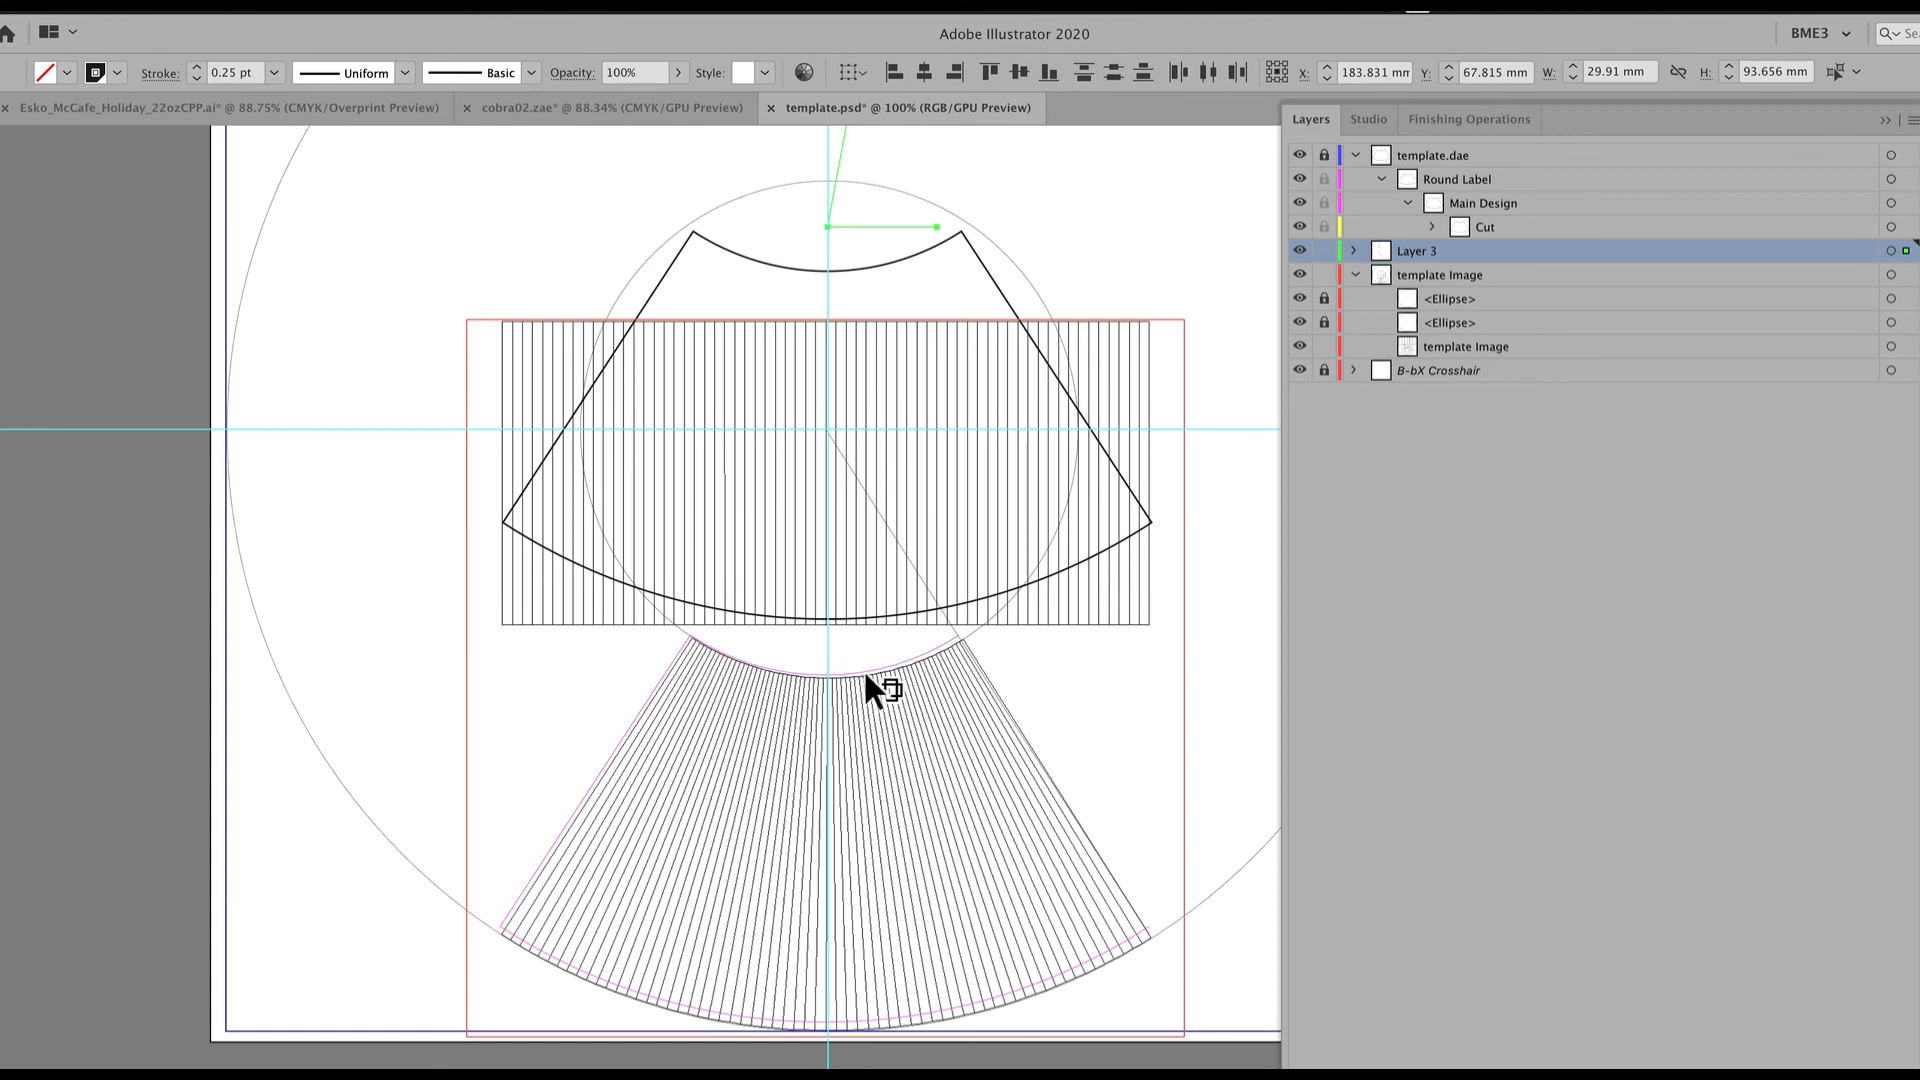 Adobe Illustrator 2020
BME3
Se
Stroke: 0.25 pt Uniform Basic Opacity: 100% Style: X: 183.831 mm Y: 67.815 mm W: 29.91 mm H: 93.656 mm
Esko_McCafe_Holiday_22ozCPP.ai* @ 88.75% (CMYK/Overprint Preview)
cobra02.zae* @ 88.34% (CMYK/GPU Preview)
template.psd* @ 100% (RGB/GPU Preview)
Layers Studio Finishing Operations
template.dae
Round Label
Main Design
Cut
Layer 3
template Image
<Ellipse>
<Ellipse>
template Image
B-bX Crosshair